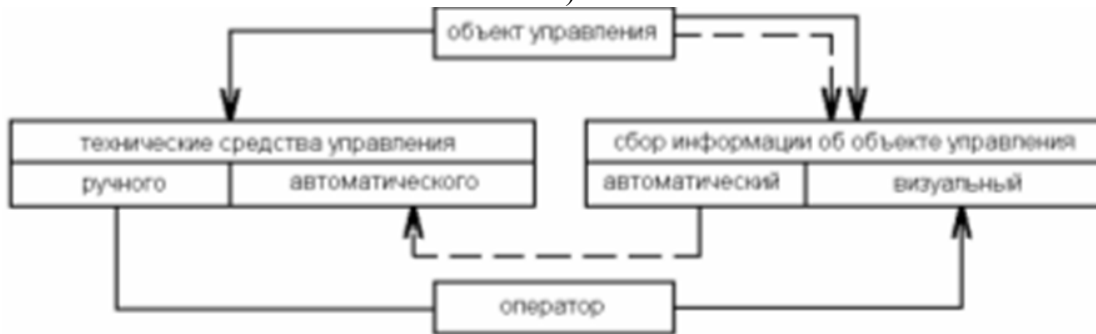 объект управления
технические средства управления
ручного
автоматического
сбор информации об объекте управления
автоматический
визуальный
оператор